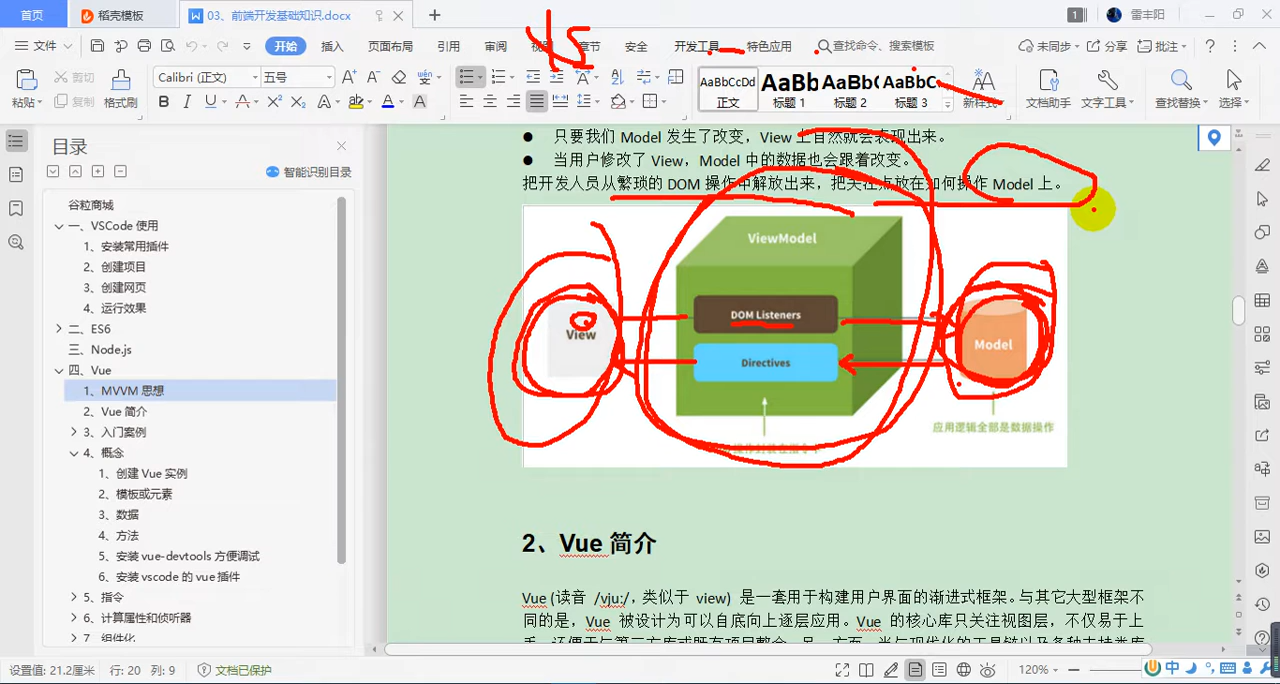 首页
稻壳模板
03、前端开发基础知识.docx
1
雷丰阳
文件
开始
插入
页面布局
引用
审阅
章节
安全
开发工具
特色应用
查找命令、搜索模板
未同步
分享
批注
粘贴
剪切
复制
格式刷
Calibri (正文)
五号
B I U
AaBbCcDd
正文
AaBb
标题 1
AaBb(
标题 2
AaBbC
标题 3
新样式
文档助手
文字工具
查找替换
选择
Js
目录
智能识别目录
谷粒商城
一、VSCode 使用
1、安装常用插件
2、创建项目
3、创建网页
4、运行效果
二、ES6
三、Node.js
四、Vue
1、MVVM 思想
2、Vue 简介
3、入门案例
4、概念
1、创建 Vue 实例
2、模板或元素
3、数据
4、方法
5、安装 vue-devtools 方便调试
6、安装 vscode 的 vue 插件
5、指令
6、计算属性和侦听器
7、组件化
● 只要我们 Model 发生了改变，View 上自然就会表现出来。
● 当用户修改了 View，Model 中的数据也会跟着改变。
把开发人员从繁琐的 DOM 操作中解放出来，把关注点放在如何操作 Model 上。
ViewModel
DOM Listeners
View
Directives
Model
应用逻辑全部是数据操作
2、Vue 简介
Vue (读音 /vjuː/，类似于 view) 是一套用于构建用户界面的渐进式框架。与其它大型框架不
同的是，Vue 被设计为可以自底向上逐层应用。Vue 的核心库只关注视图层，不仅易于上
设置值: 21.2厘米
行: 20
列: 9
文档已保护
120%
中